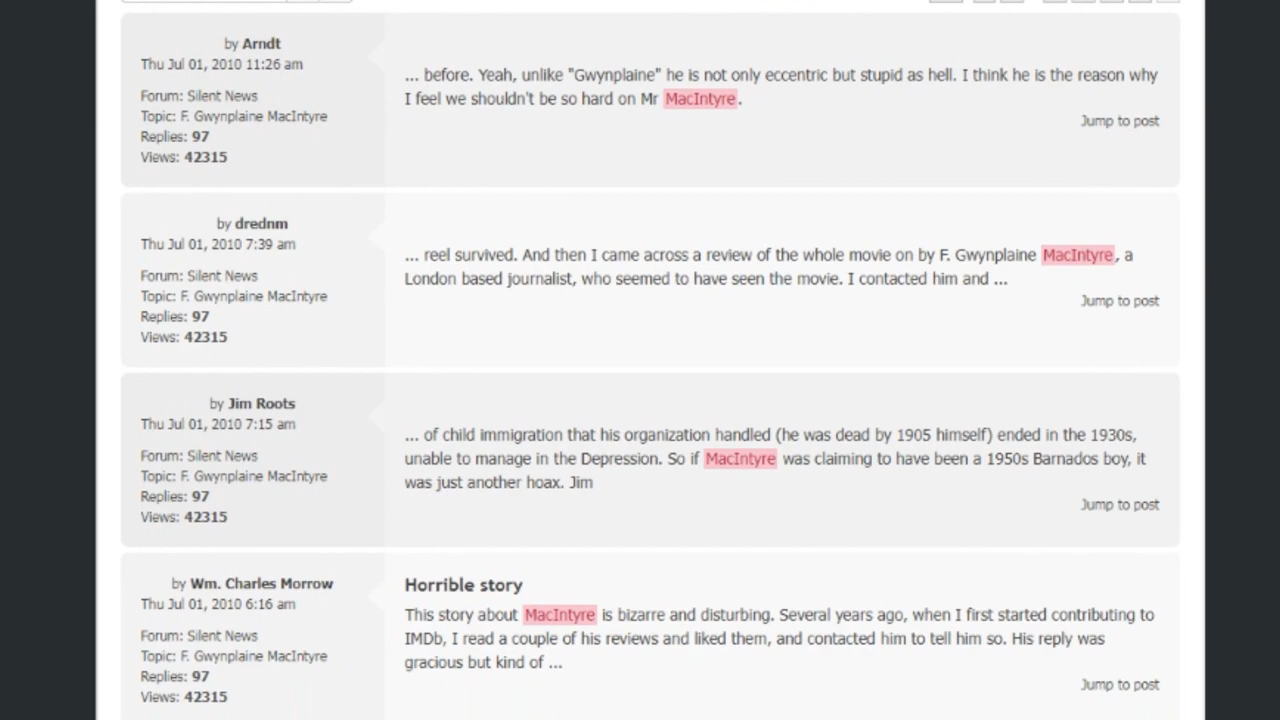 by Arndt
Thu Jul 01, 2010 11:26 am
Forum: Silent News
Topic: F. Gwynplaine MacIntyre
Replies: 97
Views: 42315
... before. Yeah, unlike "Gwynplaine" he is not only eccentric but stupid as hell. I think he is the reason why
I feel we shouldn't be so hard on Mr MacIntyre.
Jump to post
by drednm
Thu Jul 01, 2010 7:39 am
Forum: Silent News
Topic: F. Gwynplaine MacIntyre
Replies: 97
Views: 42315
... reel survived. And then I came across a review of the whole movie on by F. Gwynplaine MacIntyre, a
London based journalist, who seemed to have seen the movie. I contacted him and ...
Jump to post
by Jim Roots
Thu Jul 01, 2010 7:15 am
Forum: Silent News
Topic: F. Gwynplaine MacIntyre
Replies: 97
Views: 42315
... of child immigration that his organization handled (he was dead by 1905 himself) ended in the 1930s,
unable to manage in the Depression. So if MacIntyre was claiming to have been a 1950s Barnados boy, it
was just another hoax. Jim
Jump to post
by Wm. Charles Morrow
Thu Jul 01, 2010 6:16 am
Forum: Silent News
Topic: F. Gwynplaine MacIntyre
Replies: 97
Views: 42315
Horrible story
This story about MacIntyre is bizarre and disturbing. Several years ago, when I first started contributing to
IMDb, I read a couple of his reviews and liked them, and contacted him to tell him so. His reply was
gracious but kind of ...
Jump to post